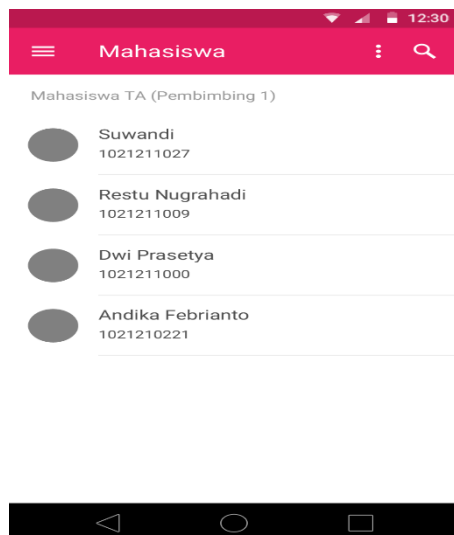 12:30
Mahasiswa
Mahasiswa TA (Pembimbing 1)
Suwandi
1021211027
Restu Nugrahadi
1021211009
Dwi Prasetya
1021211000
Andika Febrianto
1021210221